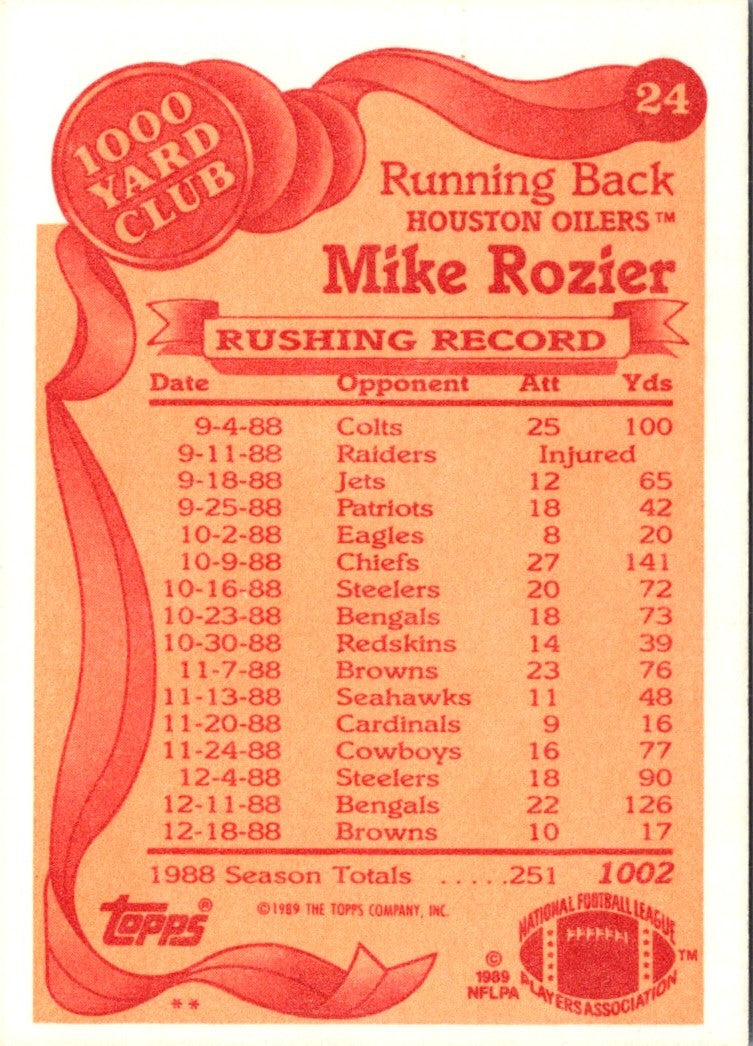 24
1000
YARD
CLUB
Running Back
HOUSTON OILERS™
Mike Rozier
RUSHING RECORD
Date Opponent Att Yds
9-4-88 Colts 25 100
9-11-88 Raiders Injured
9-18-88 Jets 12 65
9-25-88 Patriots 18 42
10-2-88 Eagles 8 20
10-9-88 Chiefs 27 141
10-16-88 Steelers 20 72
10-23-88 Bengals 18 73
10-30-88 Redskins 14 39
11-7-88 Browns 23 76
11-13-88 Seahawks 11 48
11-20-88 Cardinals 9 16
11-24-88 Cowboys 16 77
12-4-88 Steelers 18 90
12-11-88 Bengals 22 126
12-18-88 Browns 10 17
1988 Season Totals .....251 1002
topps®
©1989 THE TOPPS COMPANY, INC.
©
1989
NFLPA
NATIONAL FOOTBALL LEAGUE
PLAYERS ASSOCIATION
™
**